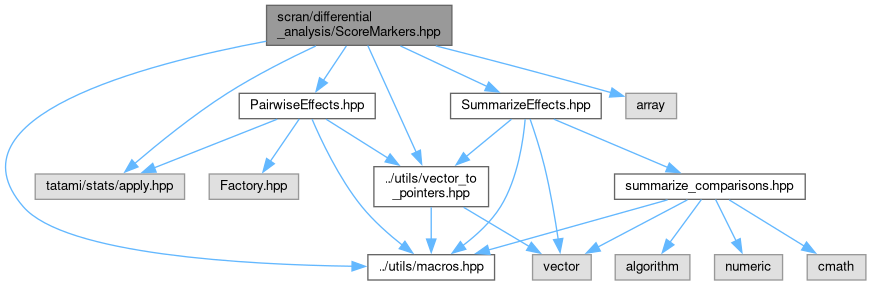 scran/differential
_analysis/ScoreMarkers.hpp
PairwiseEffects.hpp
SummarizeEffects.hpp
array
tatami/stats/apply.hpp
Factory.hpp
../utils/vector_to
_pointers.hpp
summarize_comparisons.hpp
../utils/macros.hpp
vector
algorithm
numeric
cmath